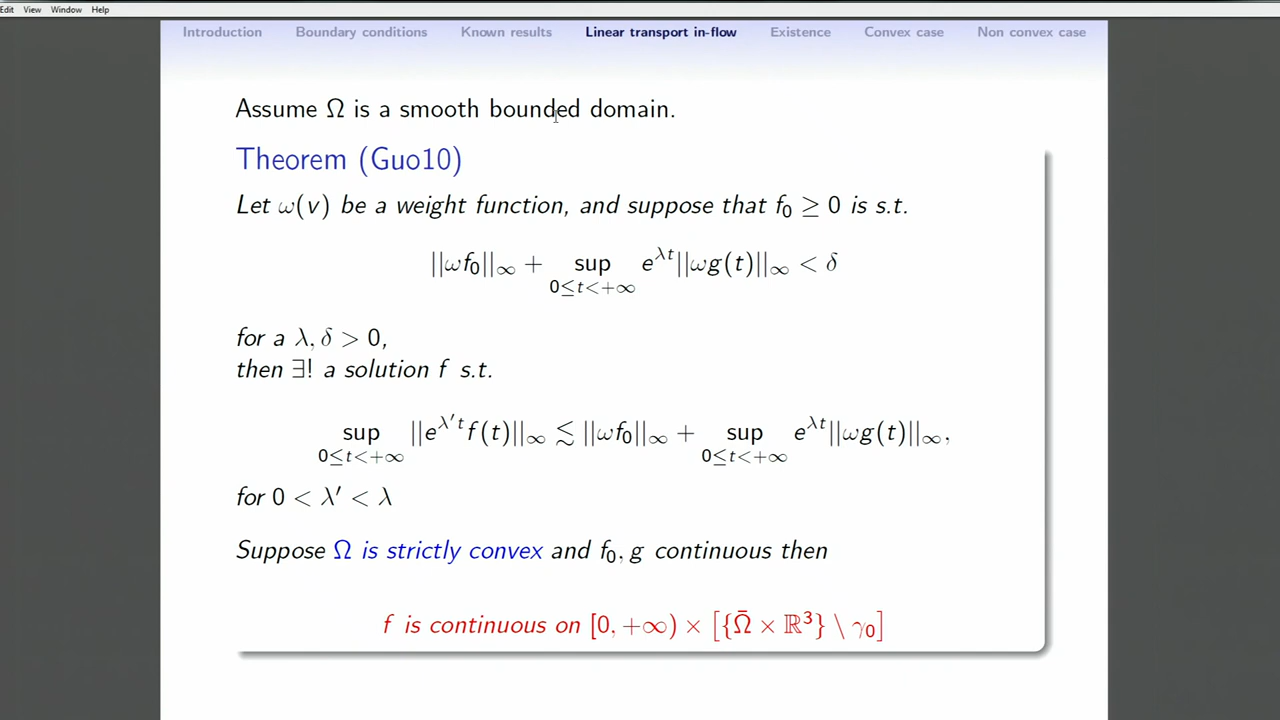 Edit View Window Help
Introduction Boundary conditions Known results Linear transport in-flow Existence Convex case Non convex case
Assume Ω is a smooth bounded domain.
Theorem (Guo10)
Let ω(v) be a weight function, and suppose that f₀ ≥ 0 is s.t.
||ωf₀||∞ + sup 0≤t<+∞ e^{λt}||ωg(t)||∞ < δ
for a λ, δ > 0,
then ∃! a solution f s.t.
sup 0≤t<+∞ ||e^{λ′t}f(t)||∞ ≲ ||ωf₀||∞ + sup 0≤t<+∞ e^{λt}||ωg(t)||∞,
for 0 < λ′ < λ
Suppose Ω is strictly convex and f₀, g continuous then
f is continuous on [0, +∞) × [{Ω̄ × ℝ³} \ γ₀]